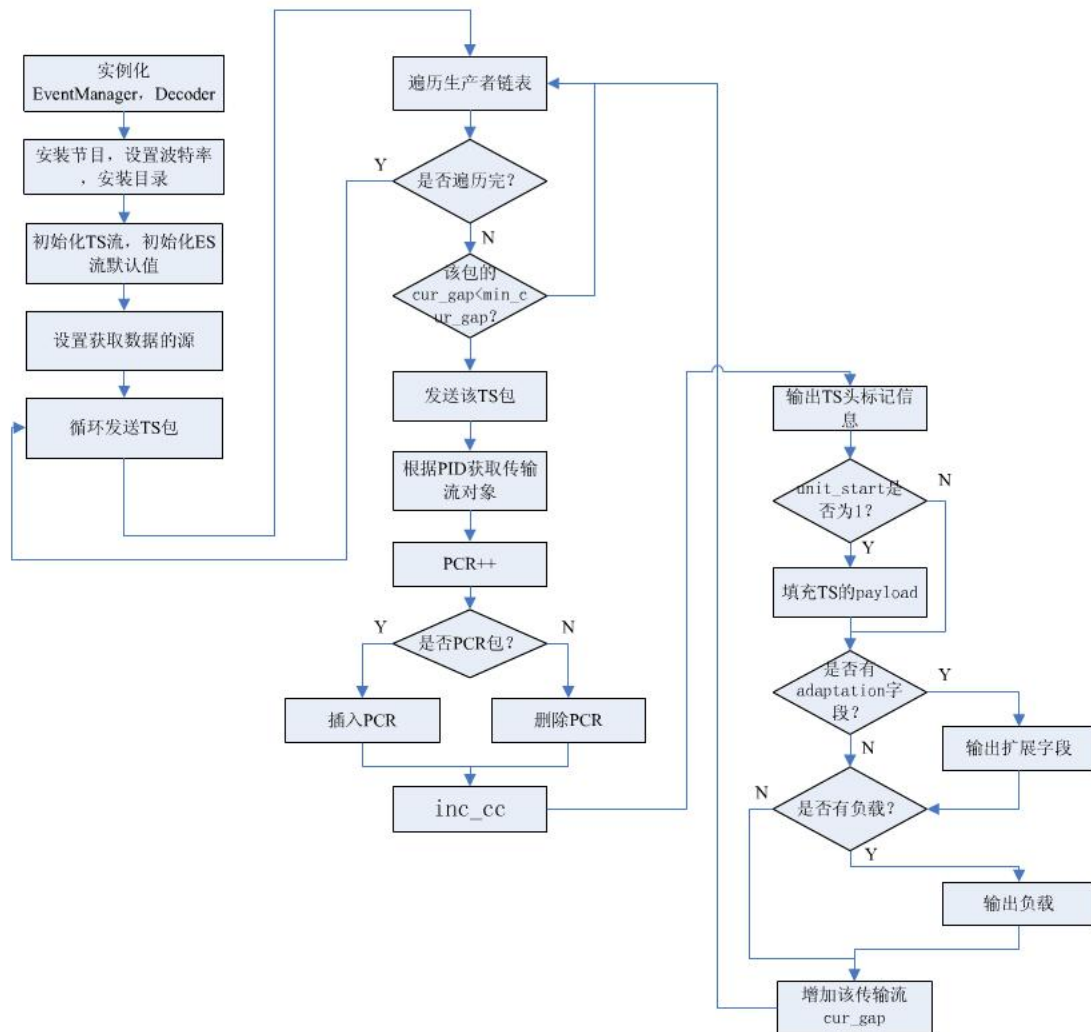 实例化
EventManager，Decoder
安装节目，设置波特率
，安装目录
初始化TS流，初始化ES
流默认值
设置获取数据的源
循环发送TS包
遍历生产者链表
Y
是否遍历完？
N
该包的
cur_gap<min_c
ur_gap？
发送该TS包
根据PID获取传输
流对象
PCR++
Y
是否PCR包？
N
插入PCR
删除PCR
inc_cc
输出TS头标记信
息
unit_start是
否为1？
N
Y
填充TS的payload
是否有
adaptation字
段？
Y
N
输出扩展字段
N
是否有负载？
Y
输出负载
增加该传输流
cur_gap